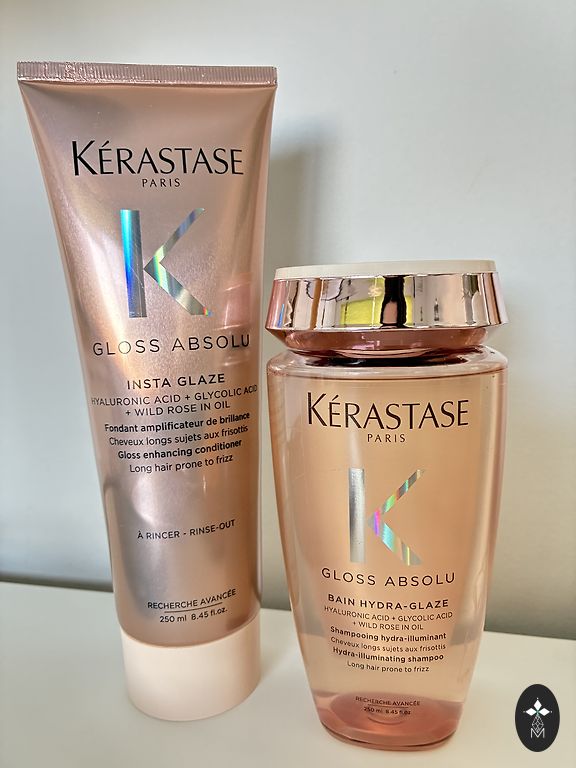 KÉRASTASE
PARIS
K
GLOSS ABSOLU
INSTA GLAZE
HYALURONIC ACID + GLYCOLIC ACID
+ WILD ROSE IN OIL
Fondant amplificateur de brillance
Cheveux longs sujets aux frisottis
Gloss enhancing conditioner
Long hair prone to frizz
À RINCER - RINSE-OUT
RECHERCHE AVANCÉE
250 ml 8.45 fl.oz.
KÉRASTASE
PARIS
K
GLOSS ABSOLU
BAIN HYDRA-GLAZE
HYALURONIC ACID + GLYCOLIC ACID
+ WILD ROSE IN OIL
Shampooing hydra-illuminant
Cheveux longs sujets aux frisottis
Hydra-illuminating shampoo
Long hair prone to frizz
RECHERCHE AVANCÉE
250 ml 8.45 fl.oz.
M